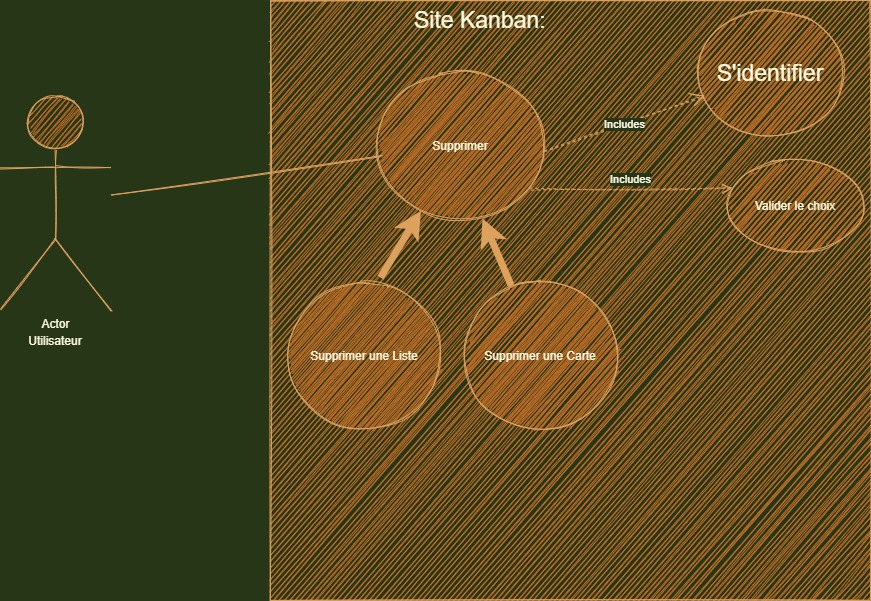 Site Kanban:
S'identifier
Includes
Supprimer
Includes
Valider le choix
Actor
Utilisateur
Supprimer une Liste
Supprimer une Carte